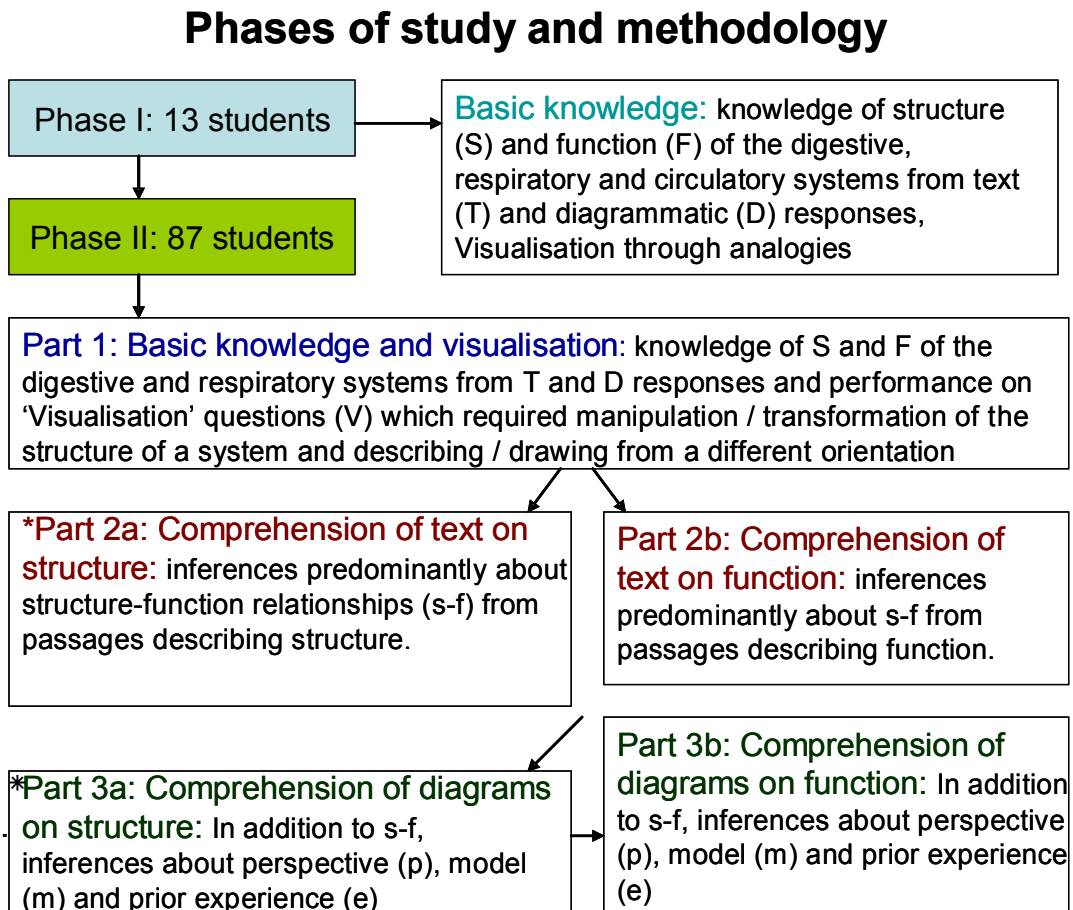 Phases of study and methodology
Phase I: 13 students
Basic knowledge: knowledge of structure
(S) and function (F) of the digestive,
respiratory and circulatory systems from text
(T) and diagrammatic (D) responses,
Visualisation through analogies
Phase II: 87 students
Part 1: Basic knowledge and visualisation: knowledge of S and F of the
digestive and respiratory systems from T and D responses and performance on
‘Visualisation’ questions (V) which required manipulation / transformation of the
structure of a system and describing / drawing from a different orientation
*Part 2a: Comprehension of text on
structure: inferences predominantly about
structure-function relationships (s-f) from
passages describing structure.
Part 2b: Comprehension of
text on function: inferences
predominantly about s-f from
passages describing function.
*Part 3a: Comprehension of diagrams
on structure: In addition to s-f,
inferences about perspective (p), model
(m) and prior experience (e)
Part 3b: Comprehension of
diagrams on function: In addition
to s-f, inferences about perspective
(p), model (m) and prior experience
(e)